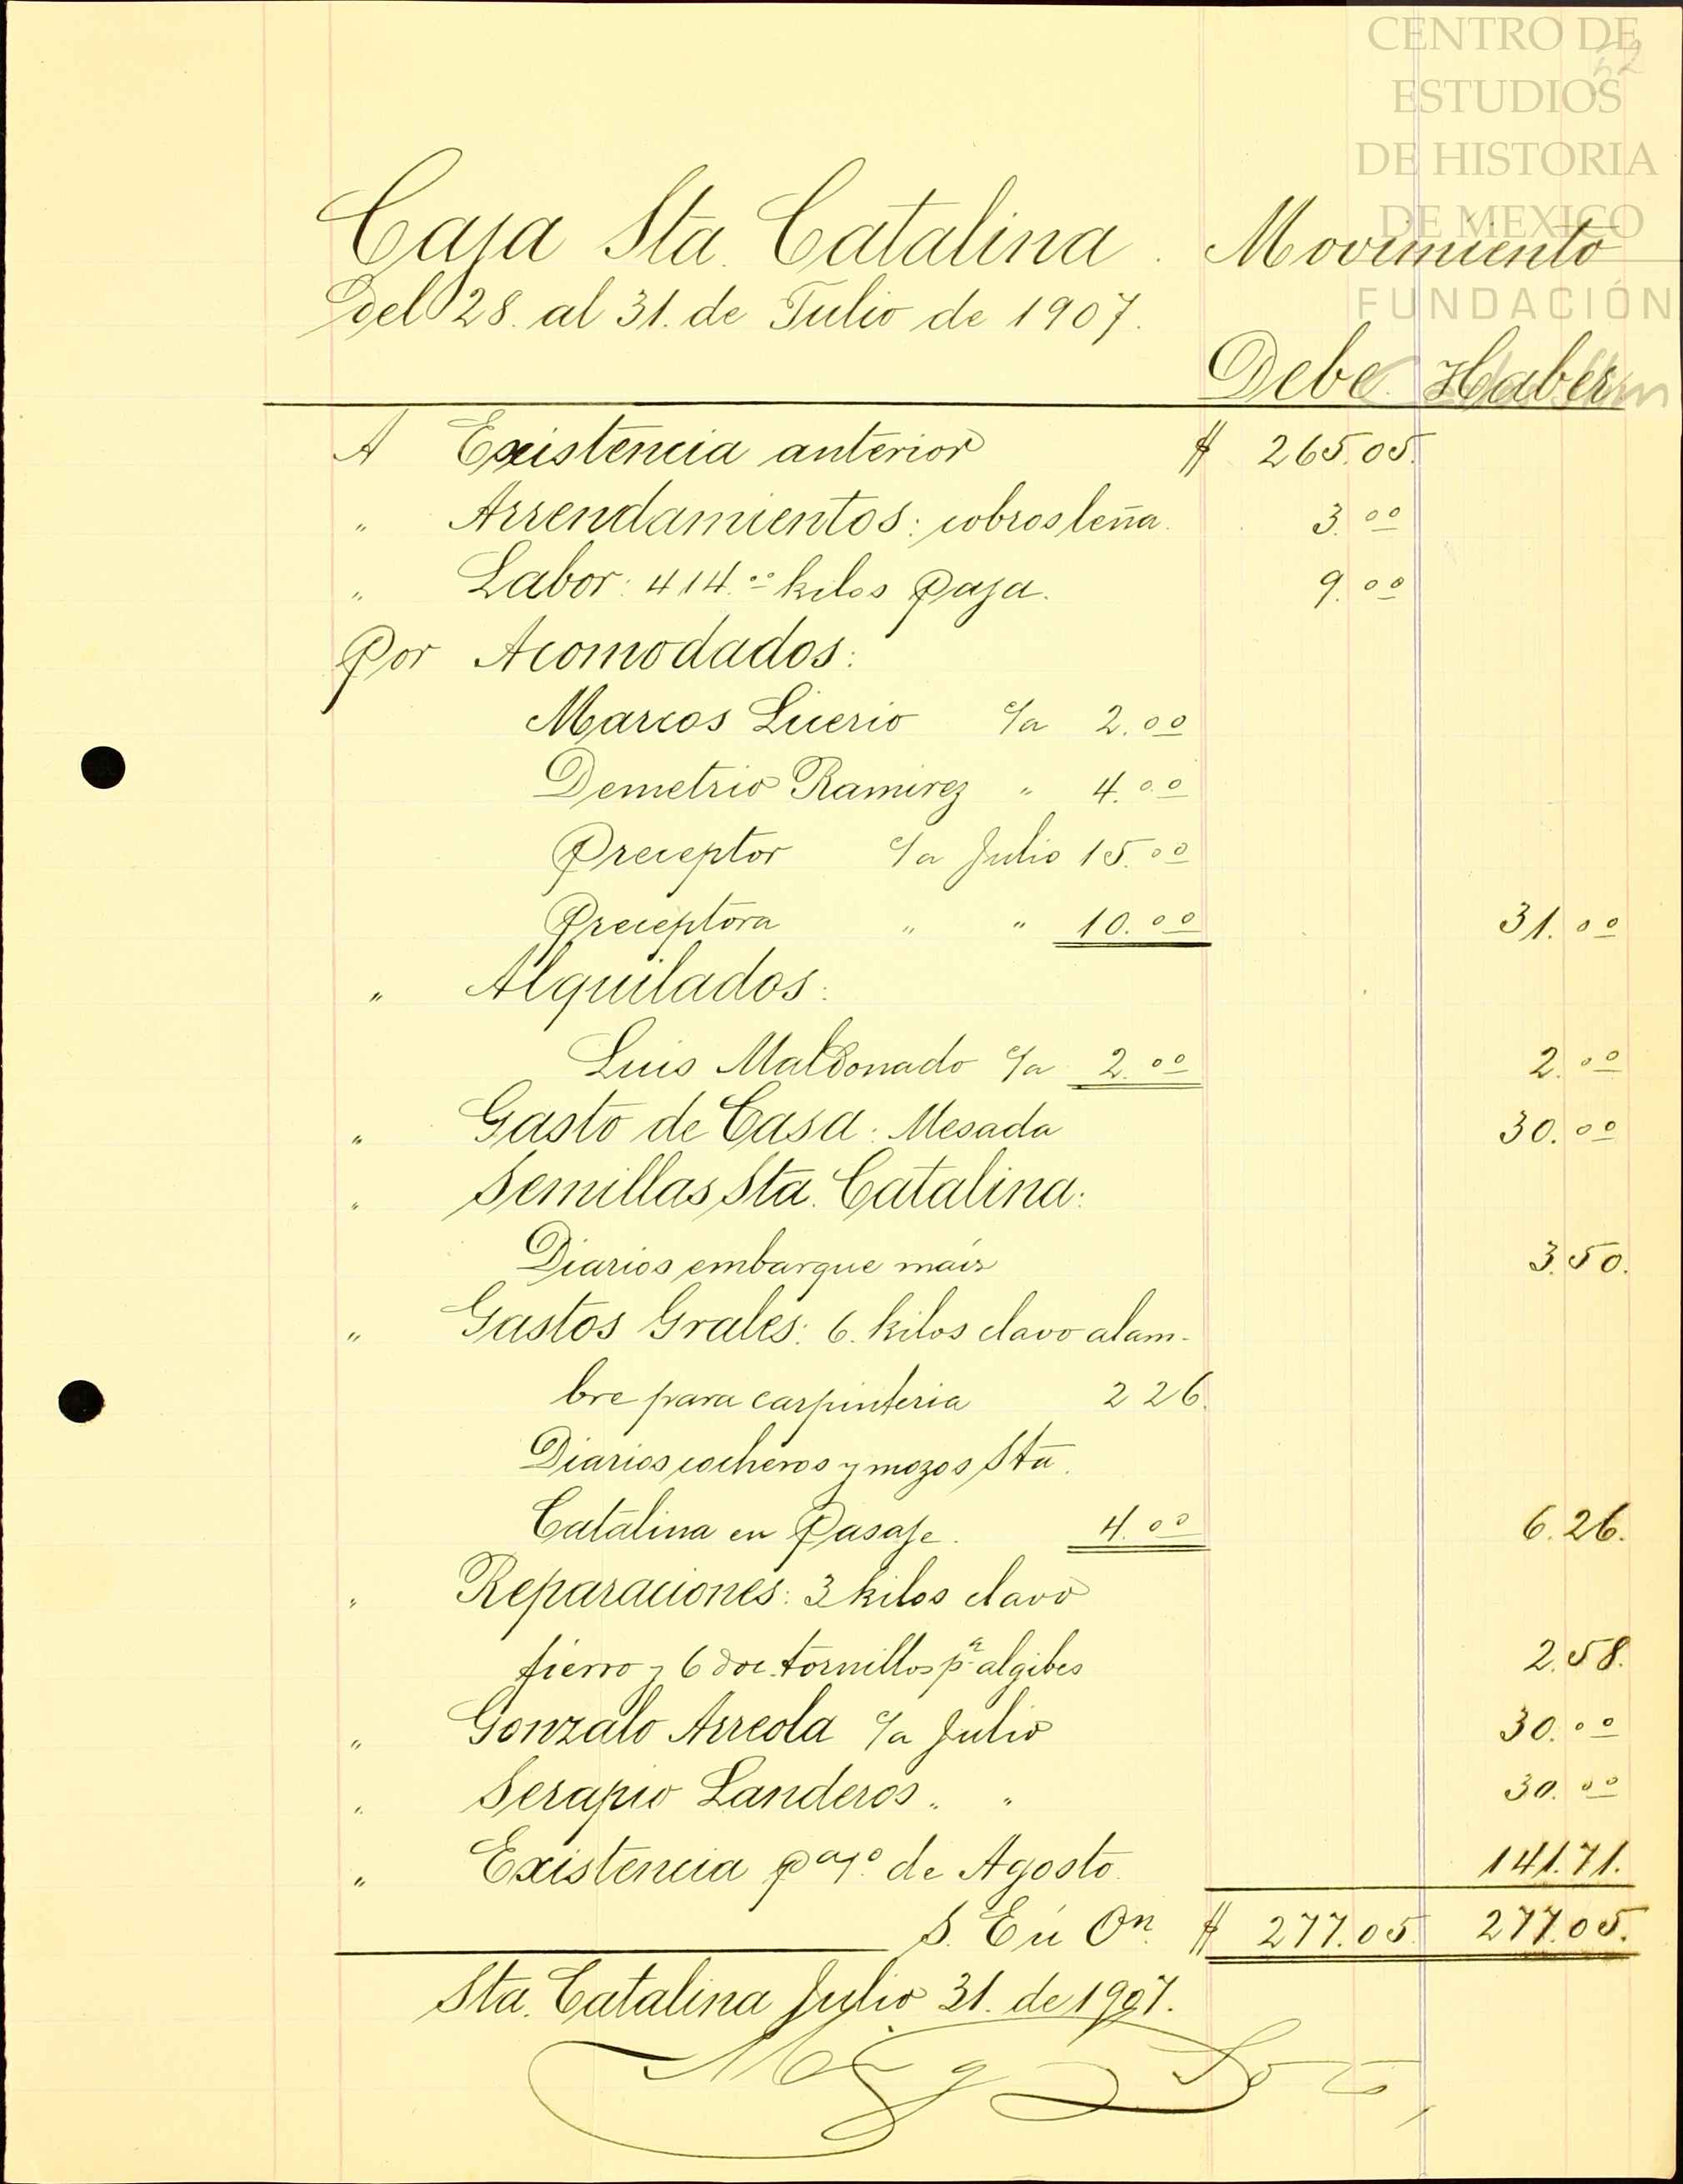 CENTRO DE
ESTUDIOS
DE HISTORIA
DE MEXICO
FUNDACIÓN
Caja Sta. Catalina. Movimiento
Del 28. al 31. de Julio de 1907.
Debe. Haber
A Existencia anterior $ 265.05.
" Arrendamientos: cobros leña. 3.00
" Labor: 414.00 kilos paja. 9.00
Por Acomodados:
Marcos Licerio c/a 2.00
Demetrio Ramirez " 4.00
Preceptor c/a Julio 15.00
Preceptora " " 10.00 31.00
" Alquilados:
Luis Maldonado c/a 2.00 2.00
" Gasto de Casa: Mesada 30.00
" Semillas Sta. Catalina:
Diarios embarque maíz 3.50.
" Gastos Grales: 6. kilos clavo alam-
bre para carpinteria 2 26.
Diarios cocheros y mozos Sta.
Catalina en Pasaje. 4.00 6.26.
" Reparaciones: 3 kilos clavo
fierro y 6 doc. tornillos pa. algibes 2.58.
" Gonzalo Arreola c/a Julio 30.00
" Serapio Landeros " " 30.00
" Existencia pa 1o. de Agosto. 141.71.
S. E ú On. $ 277.05. 277.05.
Sta. Catalina Julio 31. de 1907.